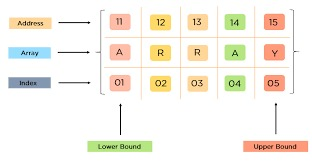 Address 11 12 13 14 15
Array A R R A Y
Index 01 02 03 04 05
Lower Bound Upper Bound